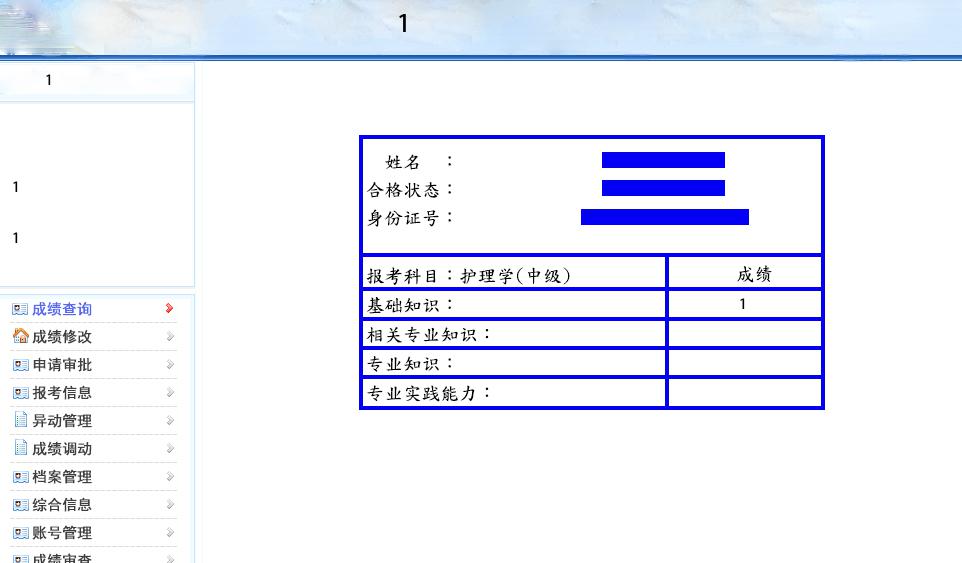 1
1
1
1
成绩查询
成绩修改
申请审批
报考信息
异动管理
成绩调动
档案管理
综合信息
账号管理
成绩审查
姓名 ：
合格状态：
身份证号：
报考科目：护理学(中级) 成绩
基础知识： 1
相关专业知识：
专业知识：
专业实践能力：